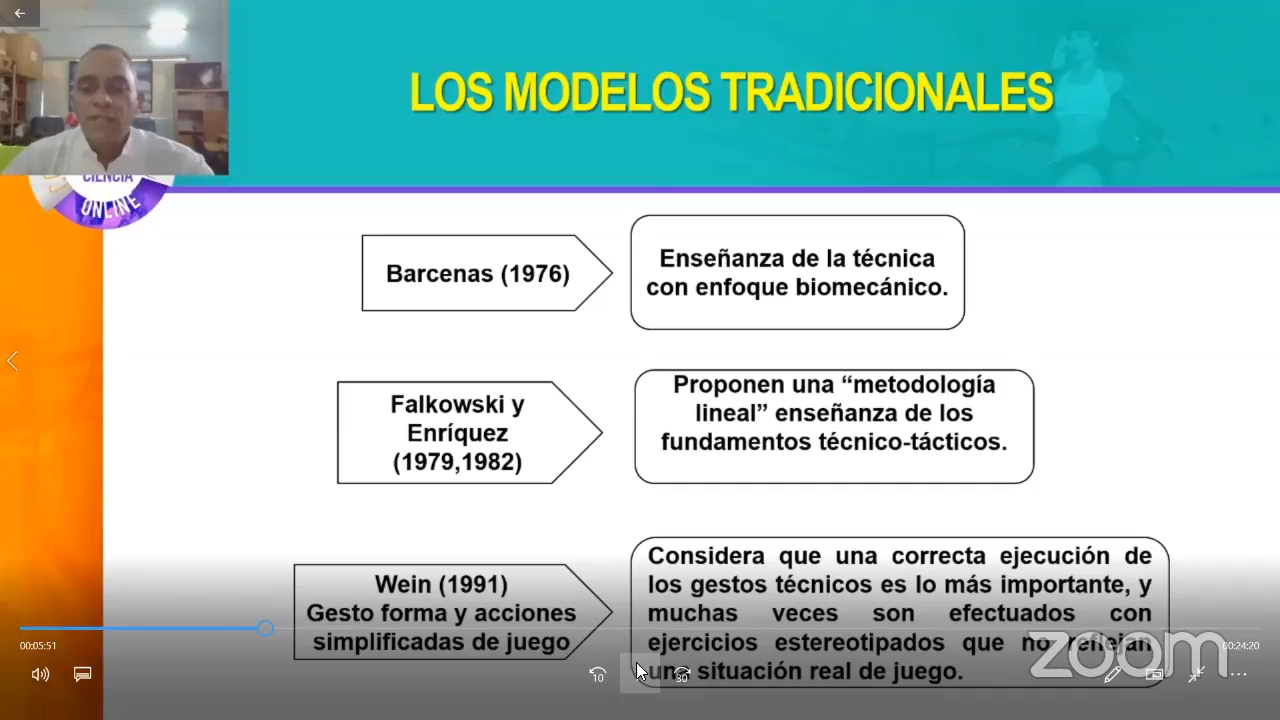 LOS MODELOS TRADICIONALES
CIENCIA
ONLINE
Barcenas (1976)
Enseñanza de la técnica
con enfoque biomecánico.
Falkowski y
Enríquez
(1979,1982)
Proponen una “metodología
lineal” enseñanza de los
fundamentos técnico-tácticos.
Wein (1991)
Gesto forma y acciones
simplificadas de juego
Considera que una correcta ejecución de
los gestos técnicos es lo más importante, y
muchas veces son efectuados con
ejercicios estereotipados que no reflejan
una situación real de juego.
zoom
00:05:51
00:24:20
10
30